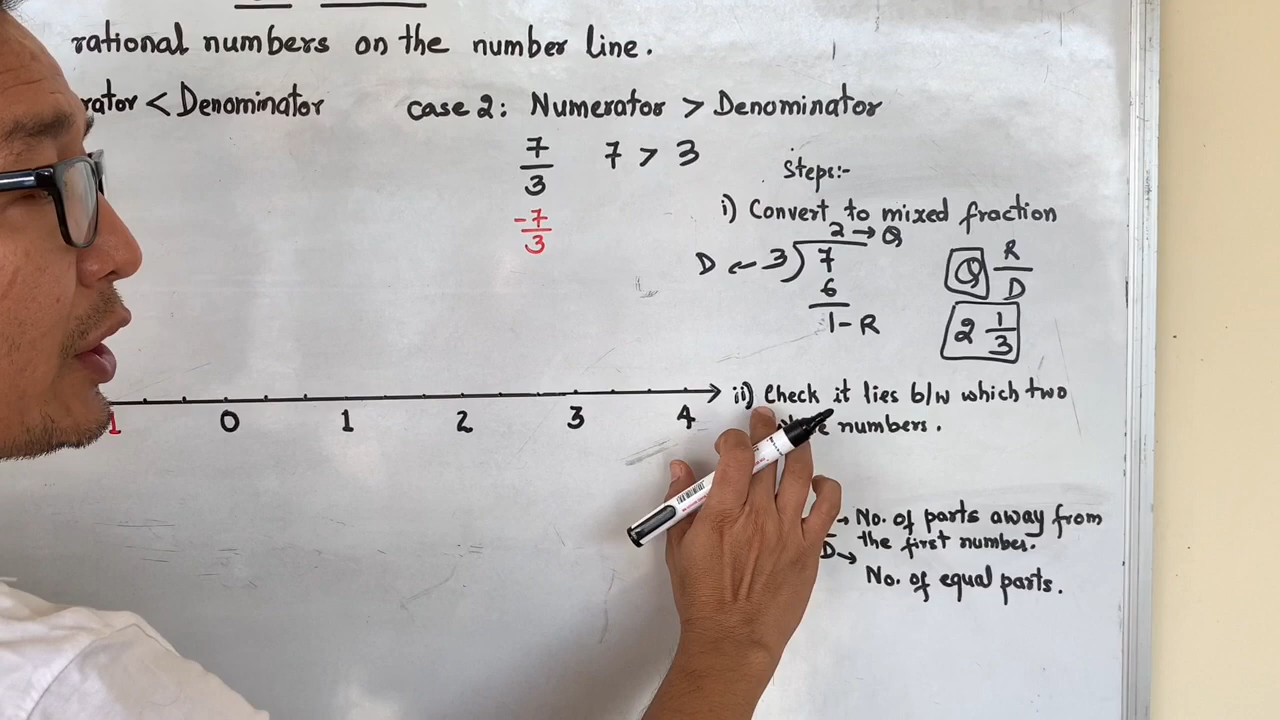 rational numbers on the number line.
rator < Denominator
case 2: Numerator > Denominator
7/3 7 > 3
-7/3
Steps:-
i) Convert to mixed fraction
2 → Q
D ← 3) 7
6
1 - R
Q R/D
2 1/3
1 0 1 2 3 4
ii) Check it lies b/w which two
numbers.
→ No. of parts away from
the first number.
D → No. of equal parts.